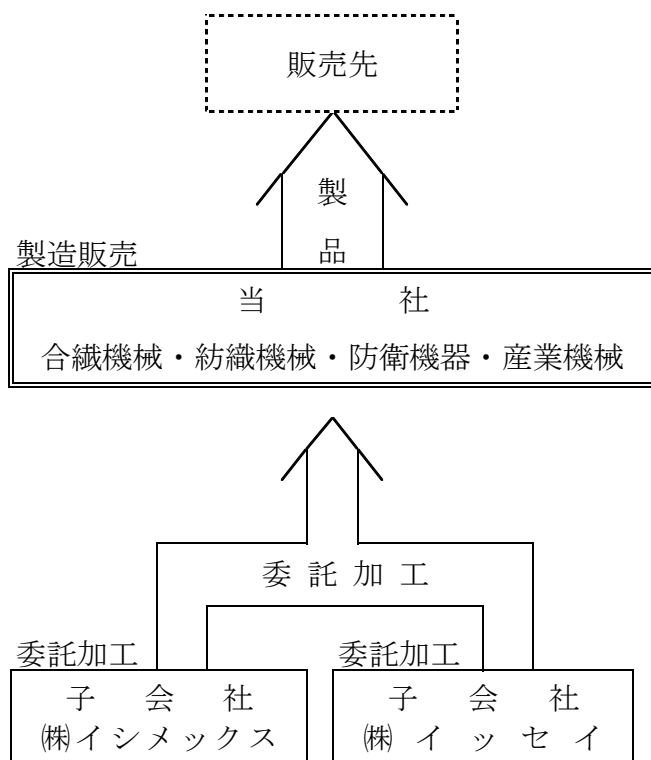 販売先
製
品
製造販売
当 社
合繊機械・紡織機械・防衛機器・産業機械
委託加工
委託加工 委託加工
子会社 子会社
㈱イシメックス ㈱イッセイ